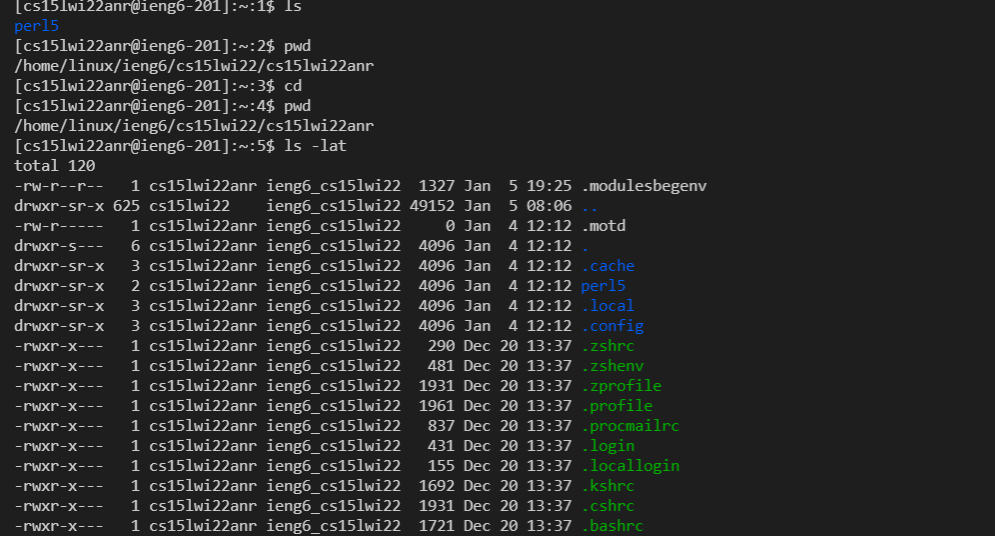 [cs15lwi22anr@ieng6-201]:~:1$ ls
perl5
[cs15lwi22anr@ieng6-201]:~:2$ pwd
/home/linux/ieng6/cs15lwi22/cs15lwi22anr
[cs15lwi22anr@ieng6-201]:~:3$ cd
[cs15lwi22anr@ieng6-201]:~:4$ pwd
/home/linux/ieng6/cs15lwi22/cs15lwi22anr
[cs15lwi22anr@ieng6-201]:~:5$ ls -lat
total 120
-rw-r--r--   1 cs15lwi22anr ieng6_cs15lwi22  1327 Jan  5 19:25 .modulesbegenv
drwxr-sr-x 625 cs15lwi22    ieng6_cs15lwi22 49152 Jan  5 08:06 ..
-rw-r-----   1 cs15lwi22anr ieng6_cs15lwi22     0 Jan  4 12:12 .motd
drwxr-s---   6 cs15lwi22anr ieng6_cs15lwi22  4096 Jan  4 12:12 .
drwxr-sr-x   3 cs15lwi22anr ieng6_cs15lwi22  4096 Jan  4 12:12 .cache
drwxr-sr-x   2 cs15lwi22anr ieng6_cs15lwi22  4096 Jan  4 12:12 perl5
drwxr-sr-x   3 cs15lwi22anr ieng6_cs15lwi22  4096 Jan  4 12:12 .local
drwxr-sr-x   3 cs15lwi22anr ieng6_cs15lwi22  4096 Jan  4 12:12 .config
-rwxr-x---   1 cs15lwi22anr ieng6_cs15lwi22   290 Dec 20 13:37 .zshrc
-rwxr-x---   1 cs15lwi22anr ieng6_cs15lwi22   481 Dec 20 13:37 .zshenv
-rwxr-x---   1 cs15lwi22anr ieng6_cs15lwi22  1931 Dec 20 13:37 .zprofile
-rwxr-x---   1 cs15lwi22anr ieng6_cs15lwi22  1961 Dec 20 13:37 .profile
-rwxr-x---   1 cs15lwi22anr ieng6_cs15lwi22   837 Dec 20 13:37 .procmailrc
-rwxr-x---   1 cs15lwi22anr ieng6_cs15lwi22   431 Dec 20 13:37 .login
-rwxr-x---   1 cs15lwi22anr ieng6_cs15lwi22   155 Dec 20 13:37 .locallogin
-rwxr-x---   1 cs15lwi22anr ieng6_cs15lwi22  1692 Dec 20 13:37 .kshrc
-rwxr-x---   1 cs15lwi22anr ieng6_cs15lwi22  1931 Dec 20 13:37 .cshrc
-rwxr-x---   1 cs15lwi22anr ieng6_cs15lwi22  1721 Dec 20 13:37 .bashrc